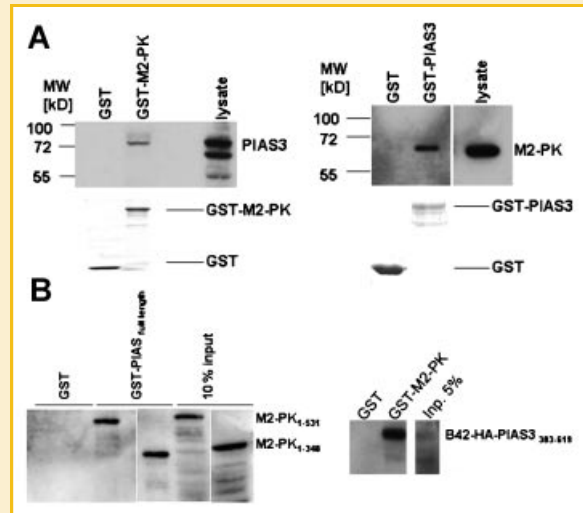 A
MW
[kD]
GST
GST-M2-PK
lysate
100
72
55
PIAS3
GST-M2-PK
GST
MW
[kD]
GST
GST-PIAS3
lysate
100
72
55
M2-PK
GST-PIAS3
GST
B
GST
GST-PIAS full length
10 % input
M2-PK1-531
M2-PK1-348
GST
GST-M2-PK
Inp. 5%
B42-HA-PIAS3